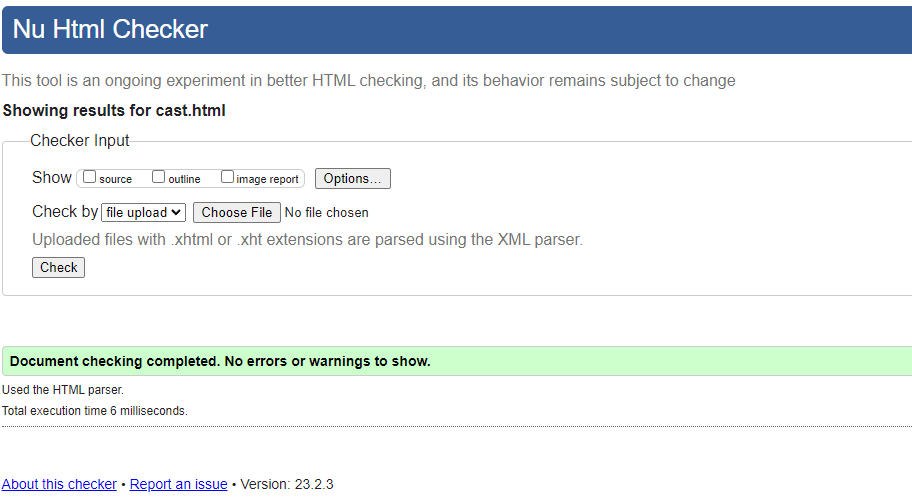 Nu Html Checker
This tool is an ongoing experiment in better HTML checking, and its behavior remains subject to change
Showing results for cast.html
Checker Input
Show source outline image report Options...
Check by file upload Choose File No file chosen
Uploaded files with .xhtml or .xht extensions are parsed using the XML parser.
Check
Document checking completed. No errors or warnings to show.
Used the HTML parser.
Total execution time 6 milliseconds.
About this checker • Report an issue • Version: 23.2.3